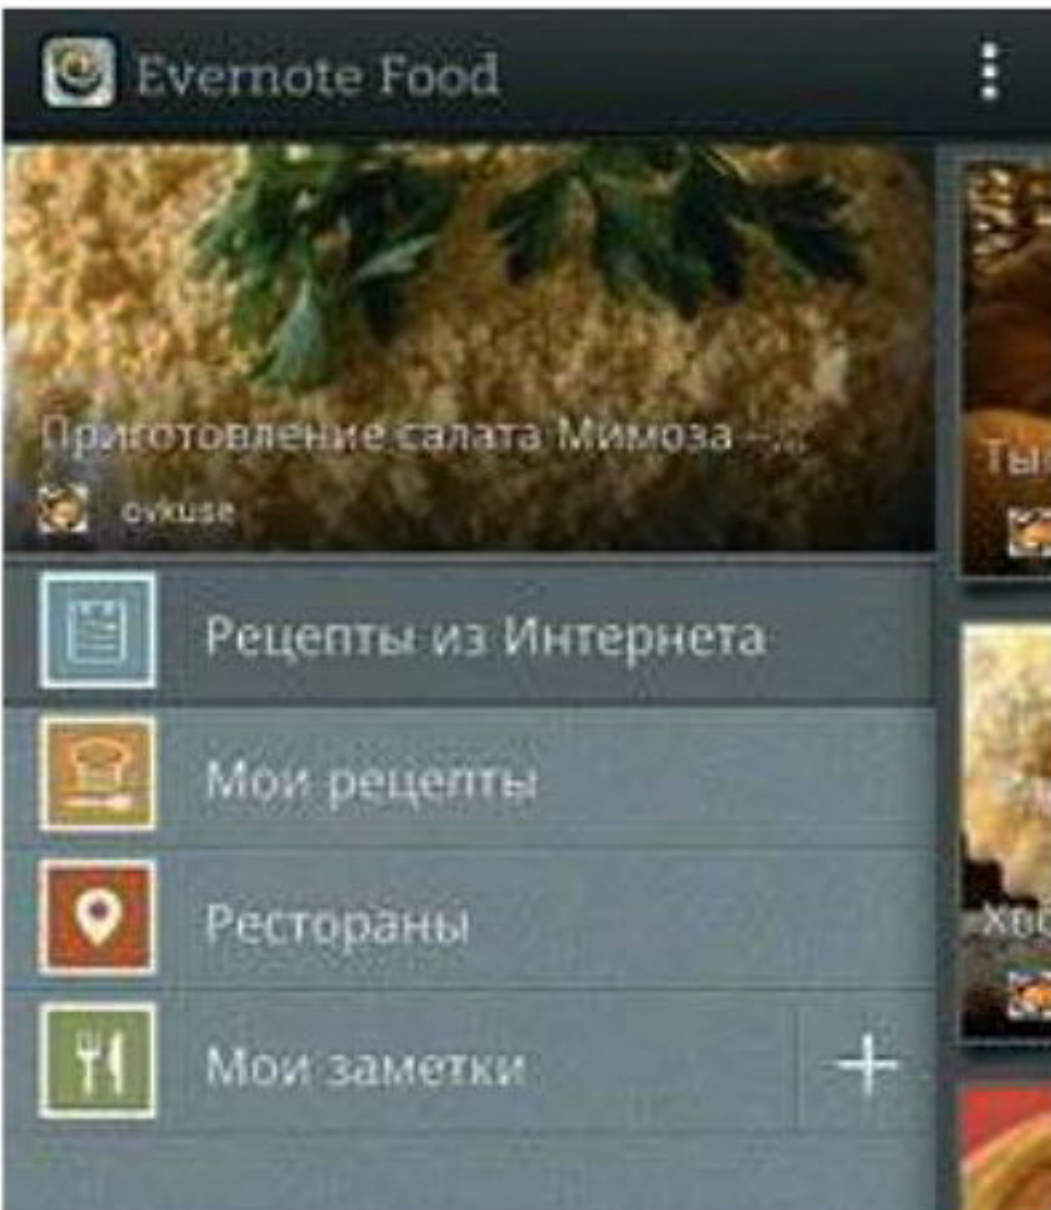 Evernote Food
Приготовление салата Мимоза –...
ovkuse
Рецепты из Интернета
Мои рецепты
Рестораны
Мои заметки